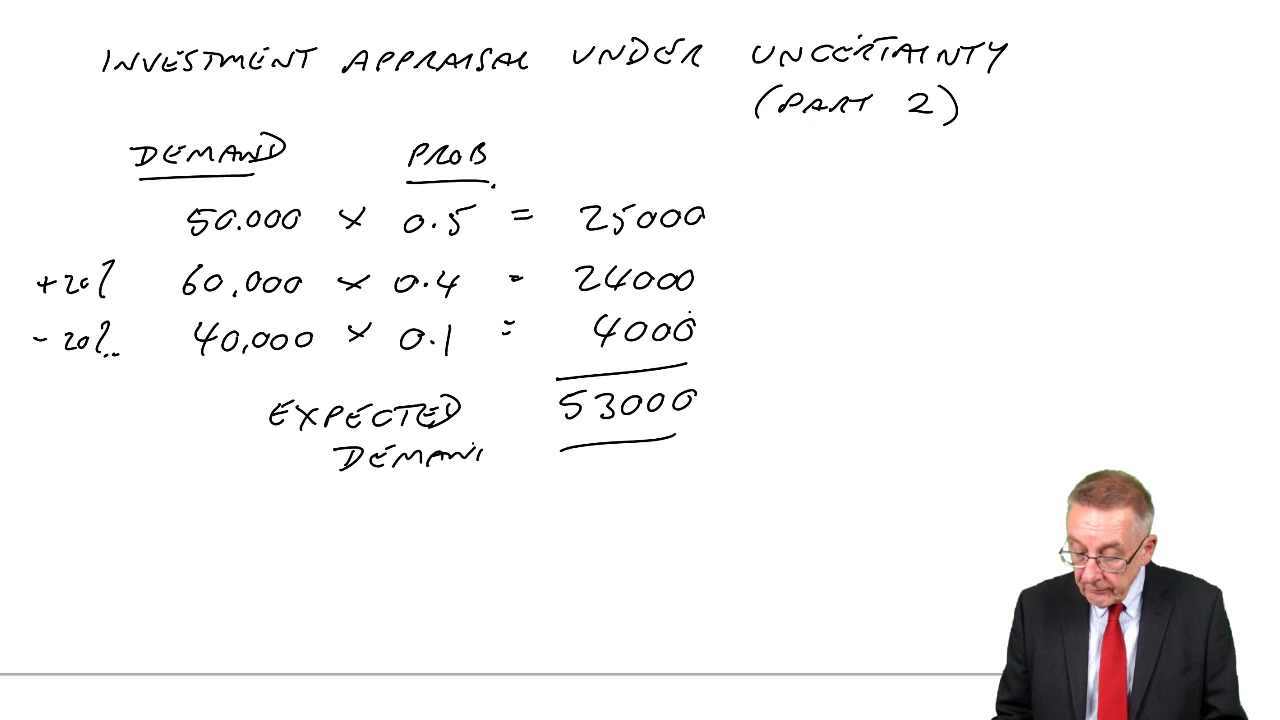 INVESTMENT APPRAISAL UNDER UNCERTAINTY
(PART 2)
DEMAND PROB.
50.000 × 0.5 = 25000
+20% 60,000 × 0.4 = 24000
-20% 40,000 × 0.1 = 4000
53000
EXPECTED
DEMAN